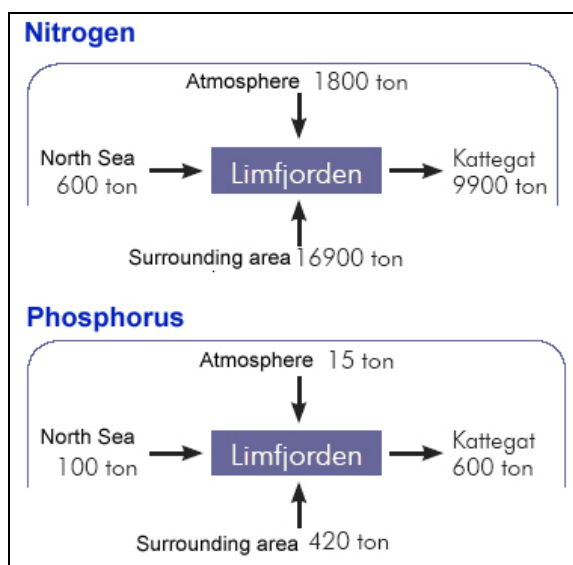 Nitrogen
Atmosphere 1800 ton
North Sea
600 ton
Limfjorden
Kattegat
9900 ton
Surrounding area 16900 ton
Phosphorus
Atmosphere 15 ton
North Sea
100 ton
Limfjorden
Kattegat
600 ton
Surrounding area 420 ton